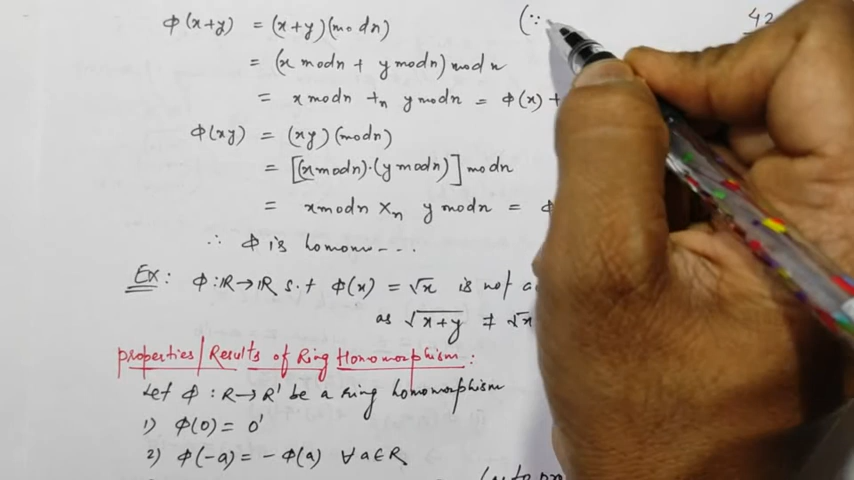 Φ(x+y) = (x+y)(mod n) (∵ 42
= (x mod n + y mod n) mod n
= x mod n +ₙ y mod n = Φ(x) +
Φ(xy) = (xy)(mod n)
= [(x mod n)·(y mod n)] mod n
= x mod n ×ₙ y mod n = Φ
∴ Φ is homom--..
Ex: Φ:R→R s.t Φ(x) = √x is not a
as √x+y ≠ √x
properties/Results of Ring Homomorphism:
Let Φ : R→R' be a ring homomorphism
1) Φ(0) = 0'
2) Φ(-a) = -Φ(a) ∀ a∈R